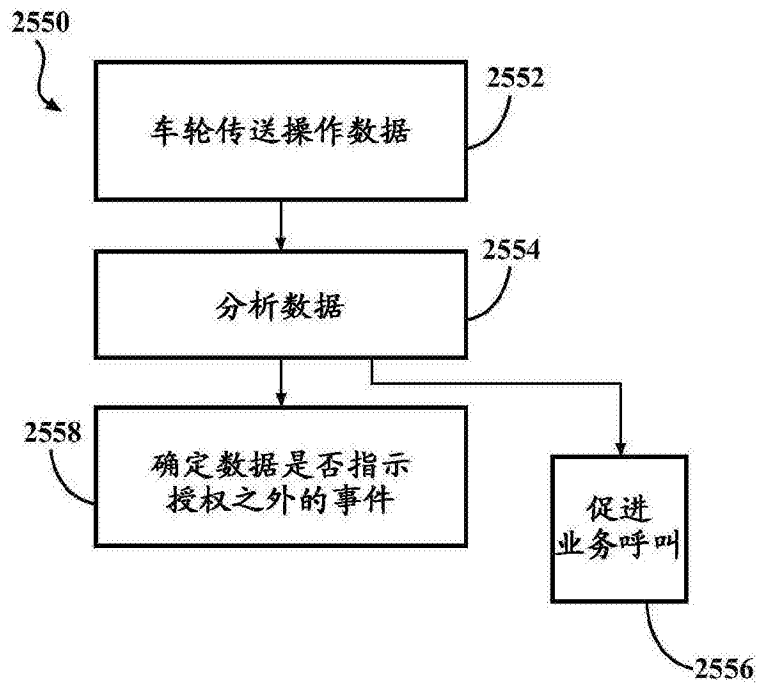 2550
2552
车轮传送操作数据
2554
分析数据
2558
确定数据是否指示
授权之外的事件
促进
业务呼叫
2556